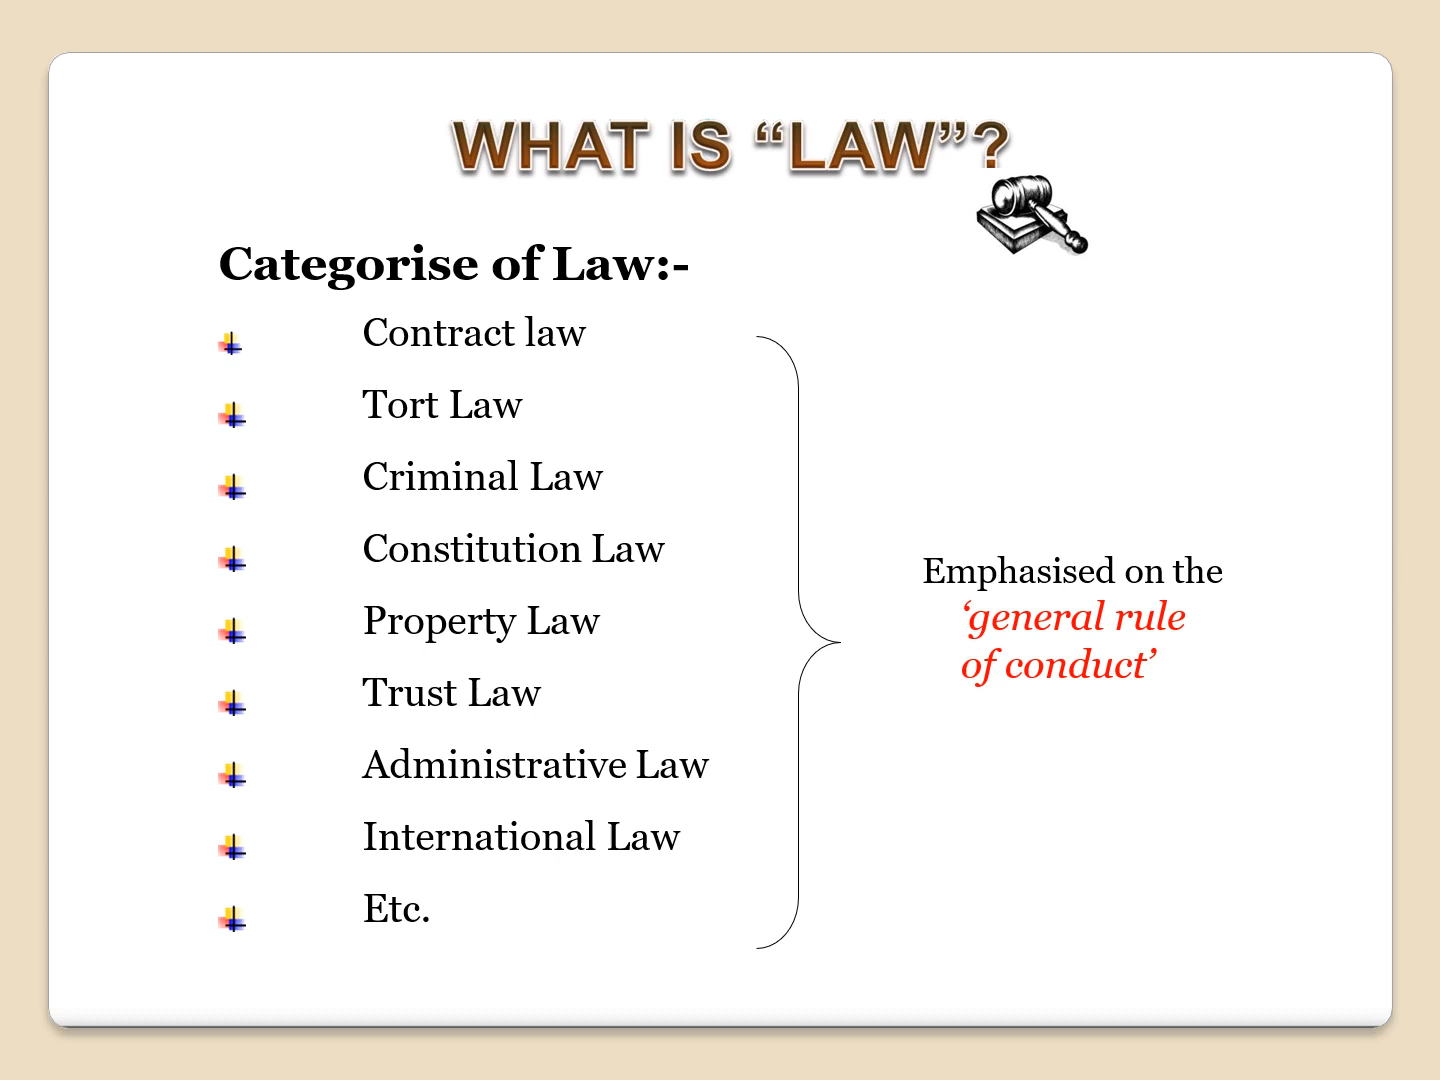 WHAT IS “LAW”?
Categorise of Law:-
Contract law
Tort Law
Criminal Law
Constitution Law
Property Law
Trust Law
Administrative Law
International Law
Etc.
Emphasised on the
‘general rule
of conduct’